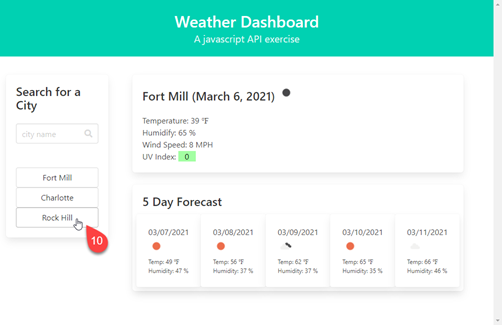 Weather Dashboard
A javascript API exercise
Search for a
City
city name
Fort Mill
Charlotte
Rock Hill
10
Fort Mill (March 6, 2021)
Temperature: 39 °F
Humidify: 65 %
Wind Speed: 8 MPH
UV Index: 0
5 Day Forecast
03/07/2021 03/08/2021 03/09/2021 03/10/2021 03/11/2021
Temp: 49 °F Temp: 56 °F Temp: 62 °F Temp: 65 °F Temp: 66 °F
Humidity: 47 % Humidity: 37 % Humidity: 37 % Humidity: 35 % Humidity: 46 %